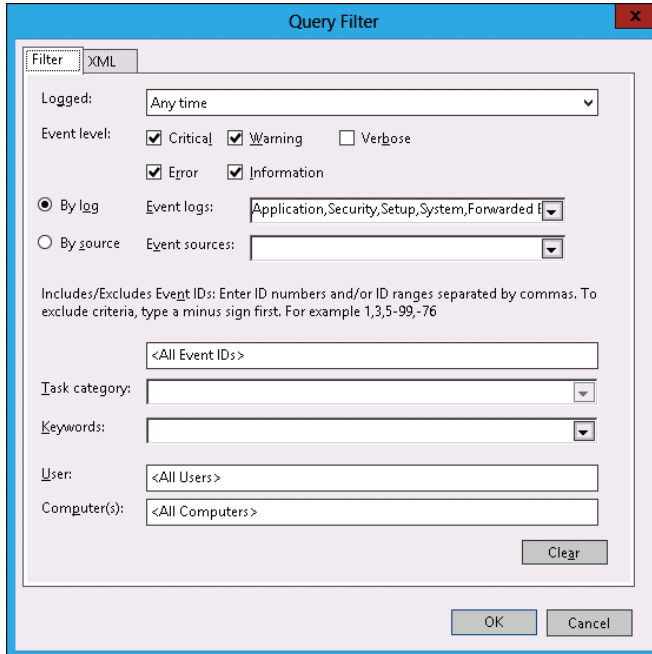 Query Filter
x
Filter XML
Logged: Any time
Event level: Critical Warning Verbose
Error Information
By log Event logs: Application,Security,Setup,System,Forwarded E
By source Event sources:
Includes/Excludes Event IDs: Enter ID numbers and/or ID ranges separated by commas. To
exclude criteria, type a minus sign first. For example 1,3,5-99,-76
<All Event IDs>
Task category:
Keywords:
User: <All Users>
Computer(s): <All Computers>
Clear
OK Cancel